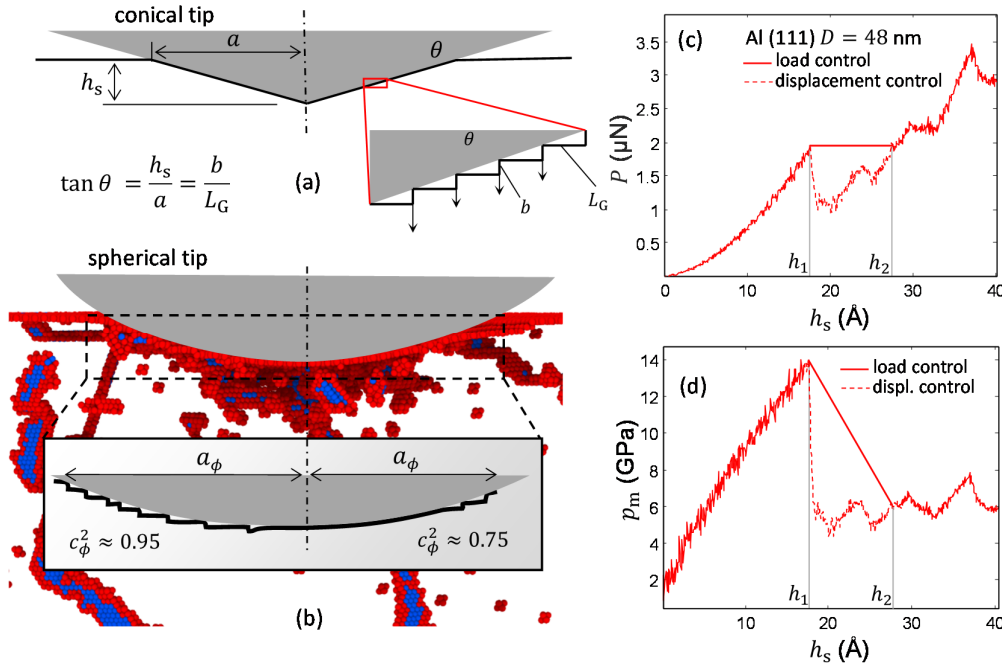 conical tip
a
θ
h_s
θ
b
L_G
tan θ = h_s/a = b/L_G
(a)
spherical tip
a_ϕ
a_ϕ
c_ϕ^2 ≈ 0.95
c_ϕ^2 ≈ 0.75
(b)
(c)
Al (111) D = 48 nm
load control
displacement control
3.5
3
2.5
2
1.5
1
0.5
P (μN)
h_1
h_2
0
10
20
30
40
h_s (Å)
(d)
load control
displ. control
14
12
10
8
6
4
2
p_m (GPa)
h_1
h_2
0
10
20
30
40
h_s (Å)